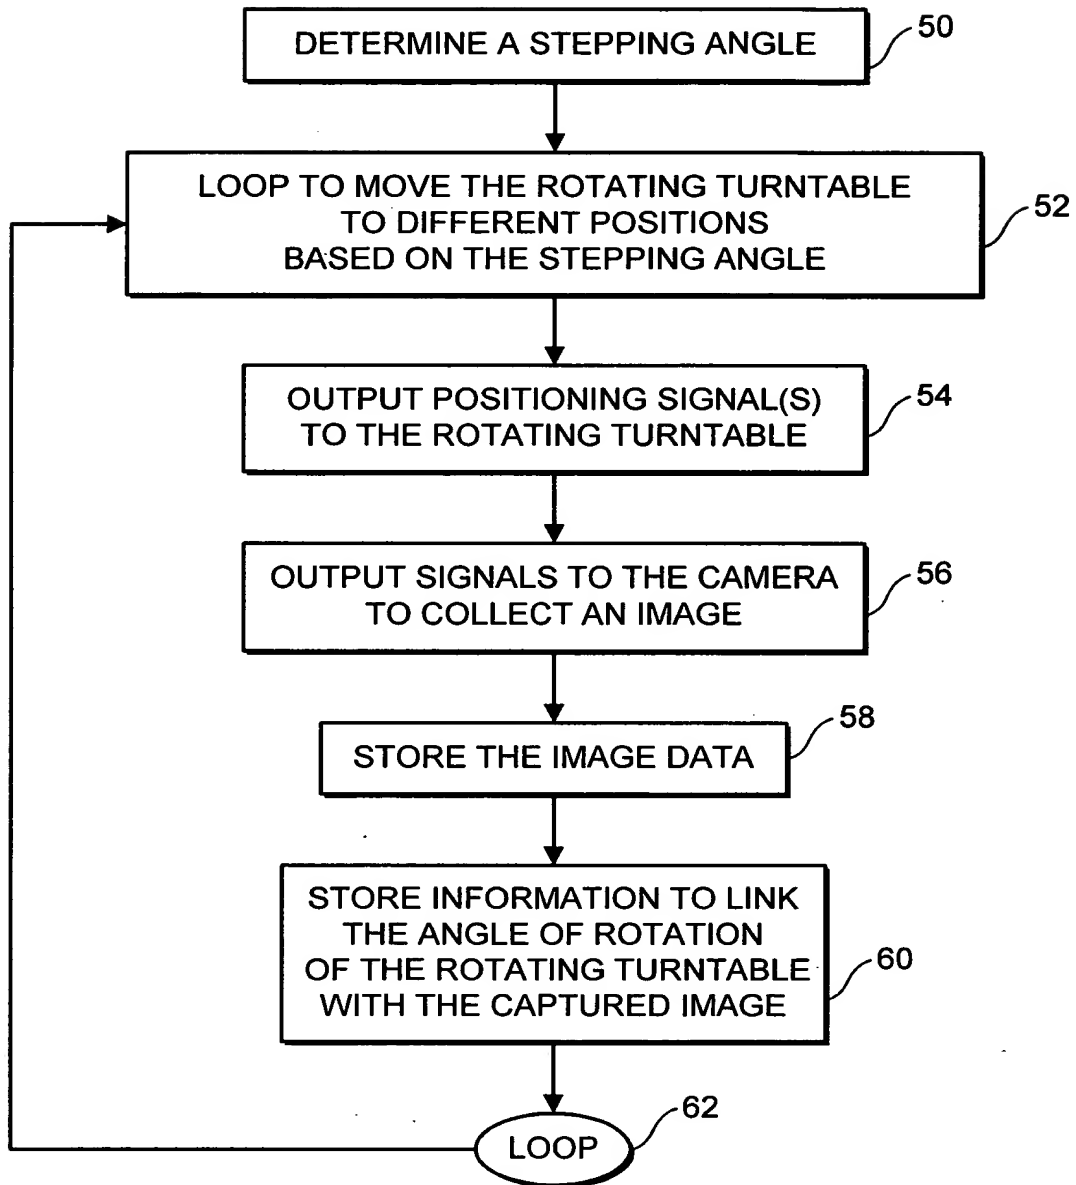 DETERMINE A STEPPING ANGLE
50
LOOP TO MOVE THE ROTATING TURNTABLE
TO DIFFERENT POSITIONS
BASED ON THE STEPPING ANGLE
52
OUTPUT POSITIONING SIGNAL(S)
TO THE ROTATING TURNTABLE
54
OUTPUT SIGNALS TO THE CAMERA
TO COLLECT AN IMAGE
56
STORE THE IMAGE DATA
58
STORE INFORMATION TO LINK
THE ANGLE OF ROTATION
OF THE ROTATING TURNTABLE
WITH THE CAPTURED IMAGE
60
LOOP
62